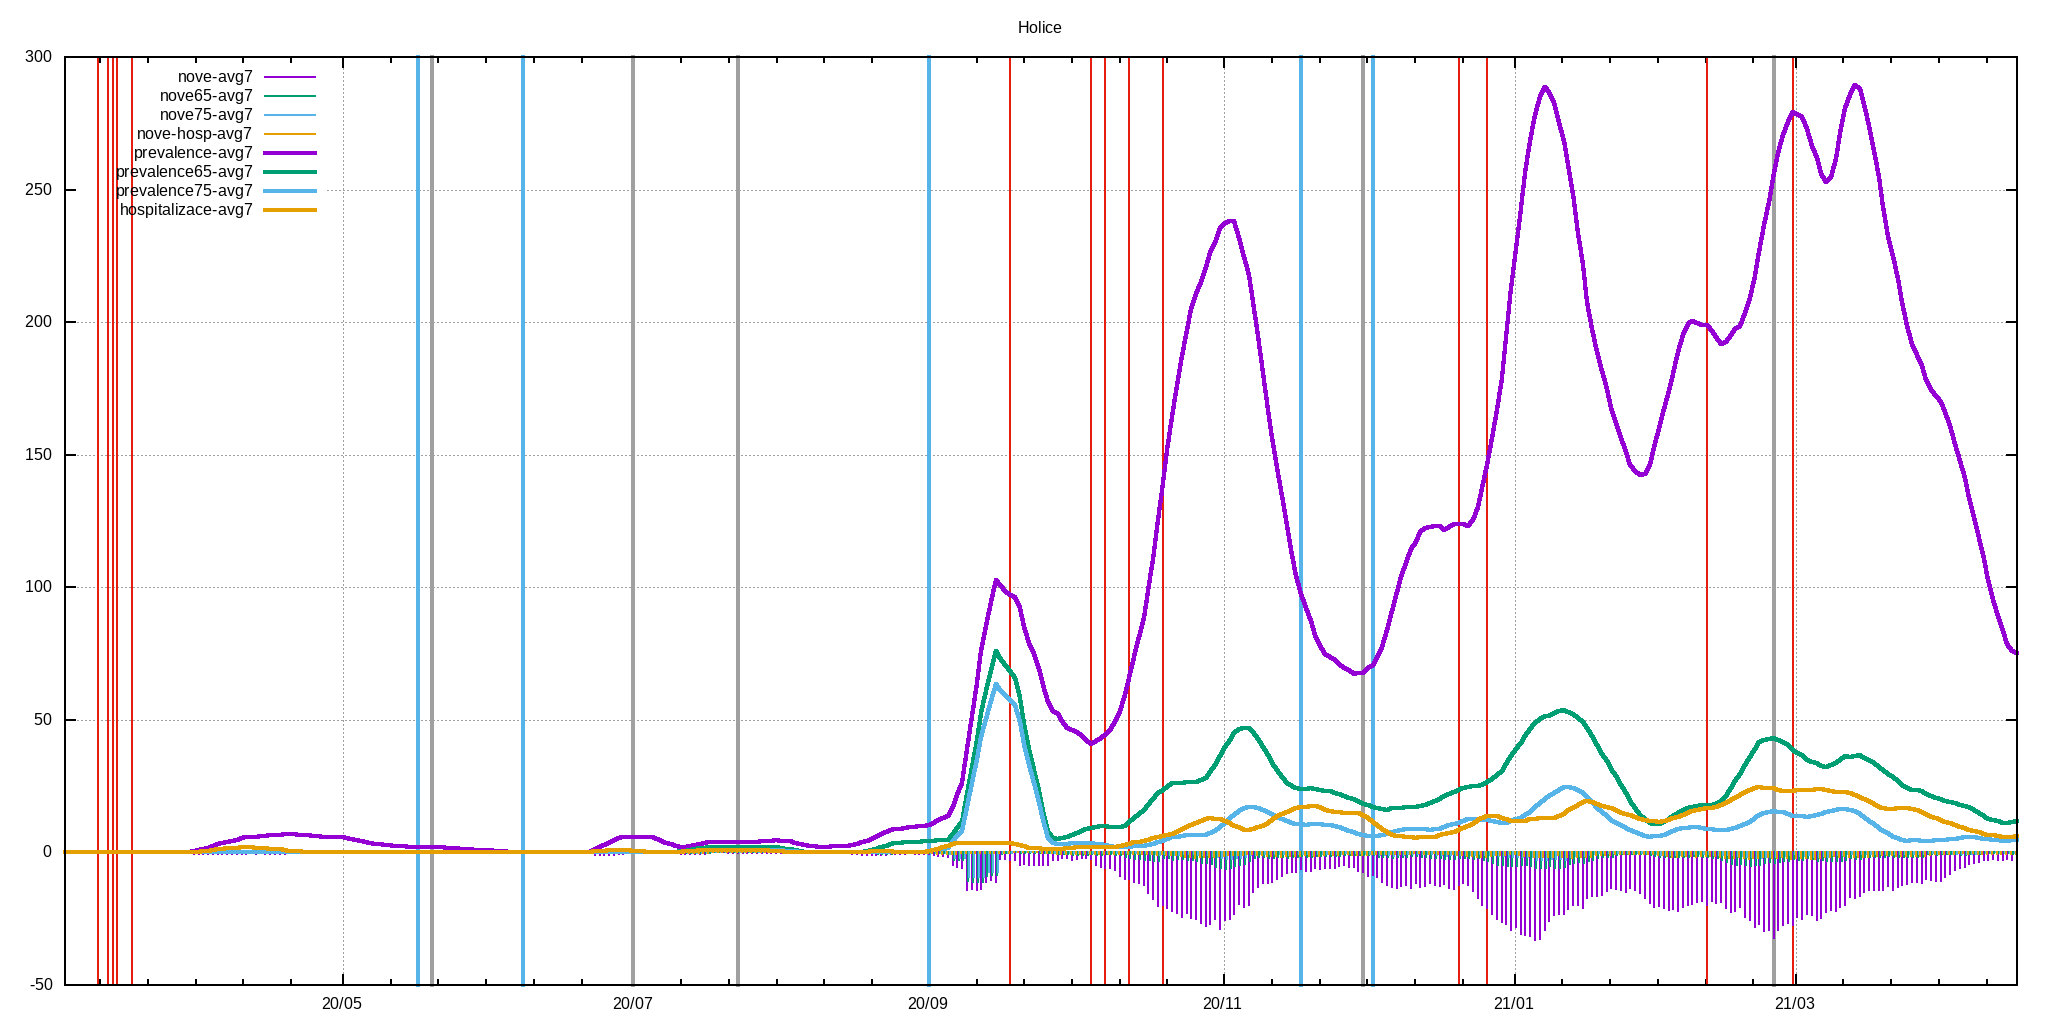 Holice
300
250
200
150
100
50
0
-50
nove-avg7
nove65-avg7
nove75-avg7
nove-hosp-avg7
prevalence-avg7
prevalence65-avg7
prevalence75-avg7
hospitalizace-avg7
20/05
20/07
20/09
20/11
21/01
21/03